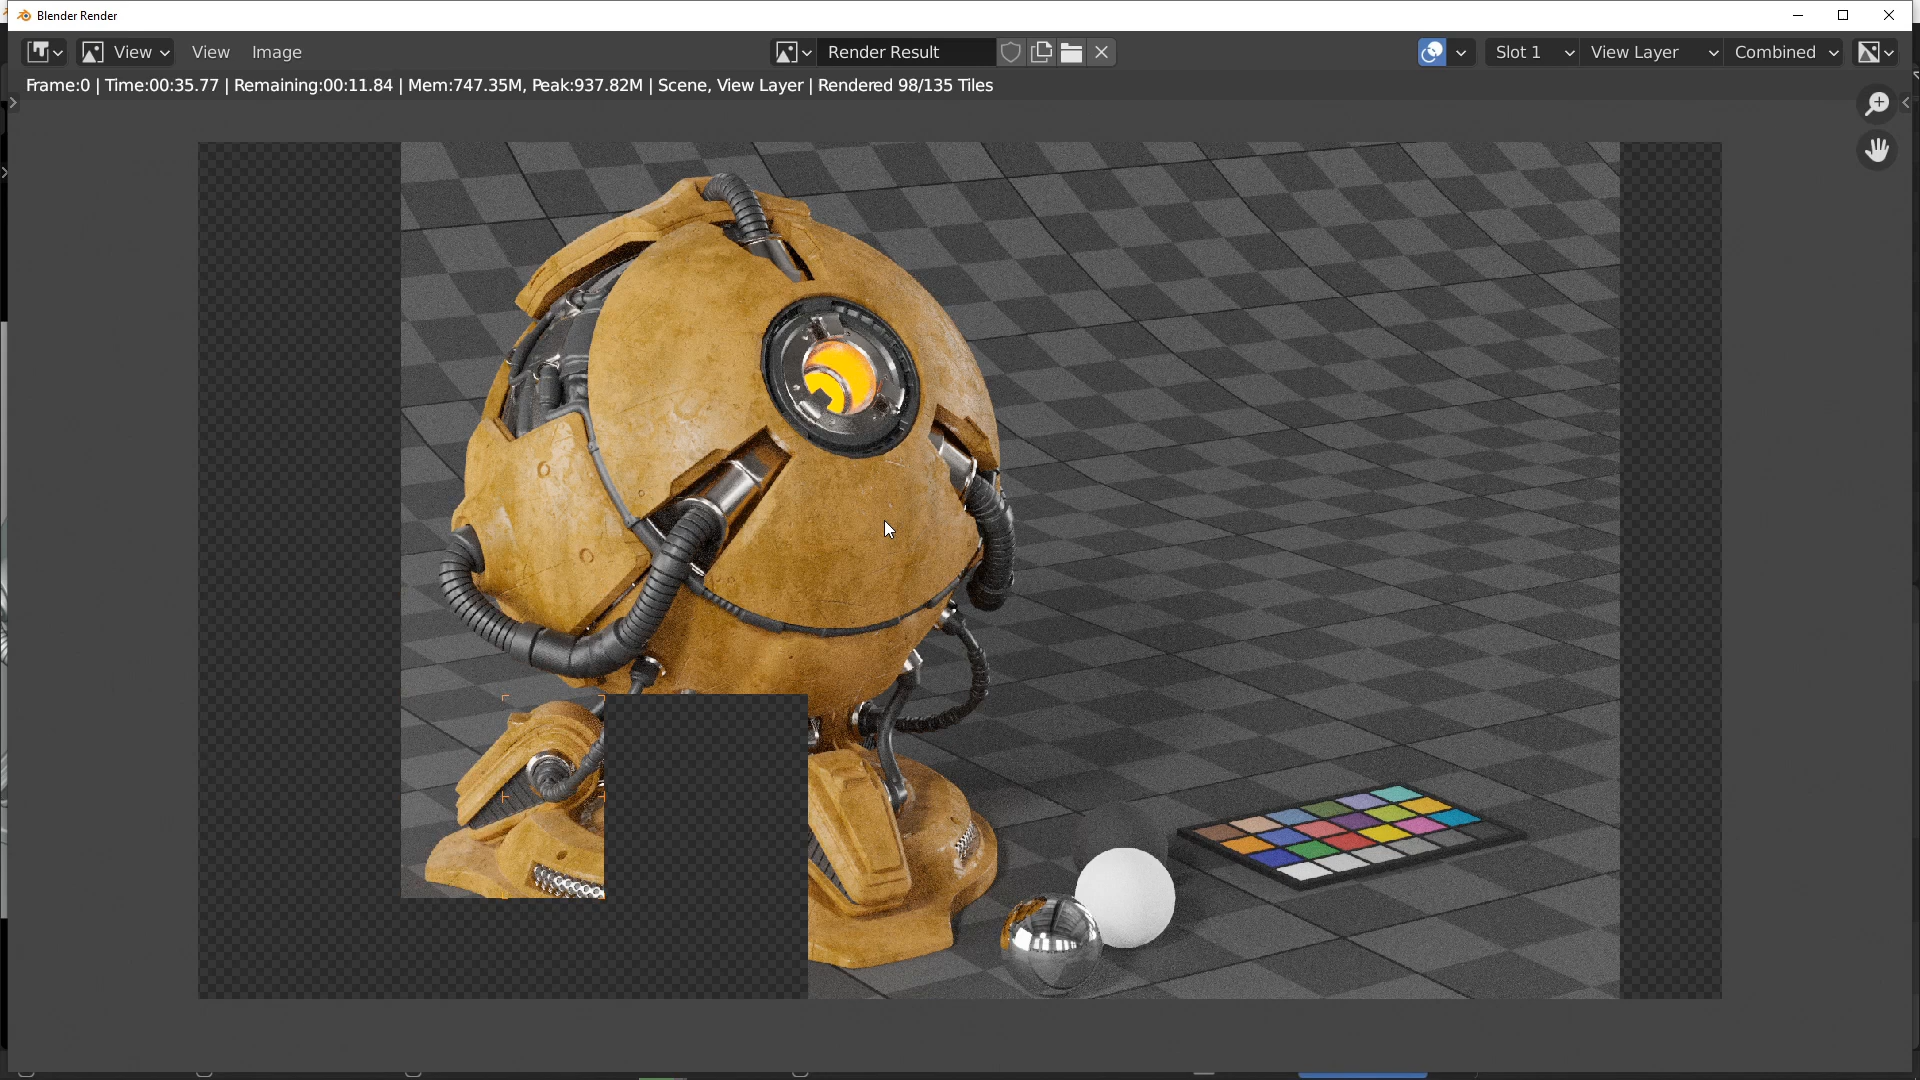 Blender Render
View View Image Render Result Slot 1 View Layer Combined
Frame:0 | Time:00:35.77 | Remaining:00:11.84 | Mem:747.35M, Peak:937.82M | Scene, View Layer | Rendered 98/135 Tiles